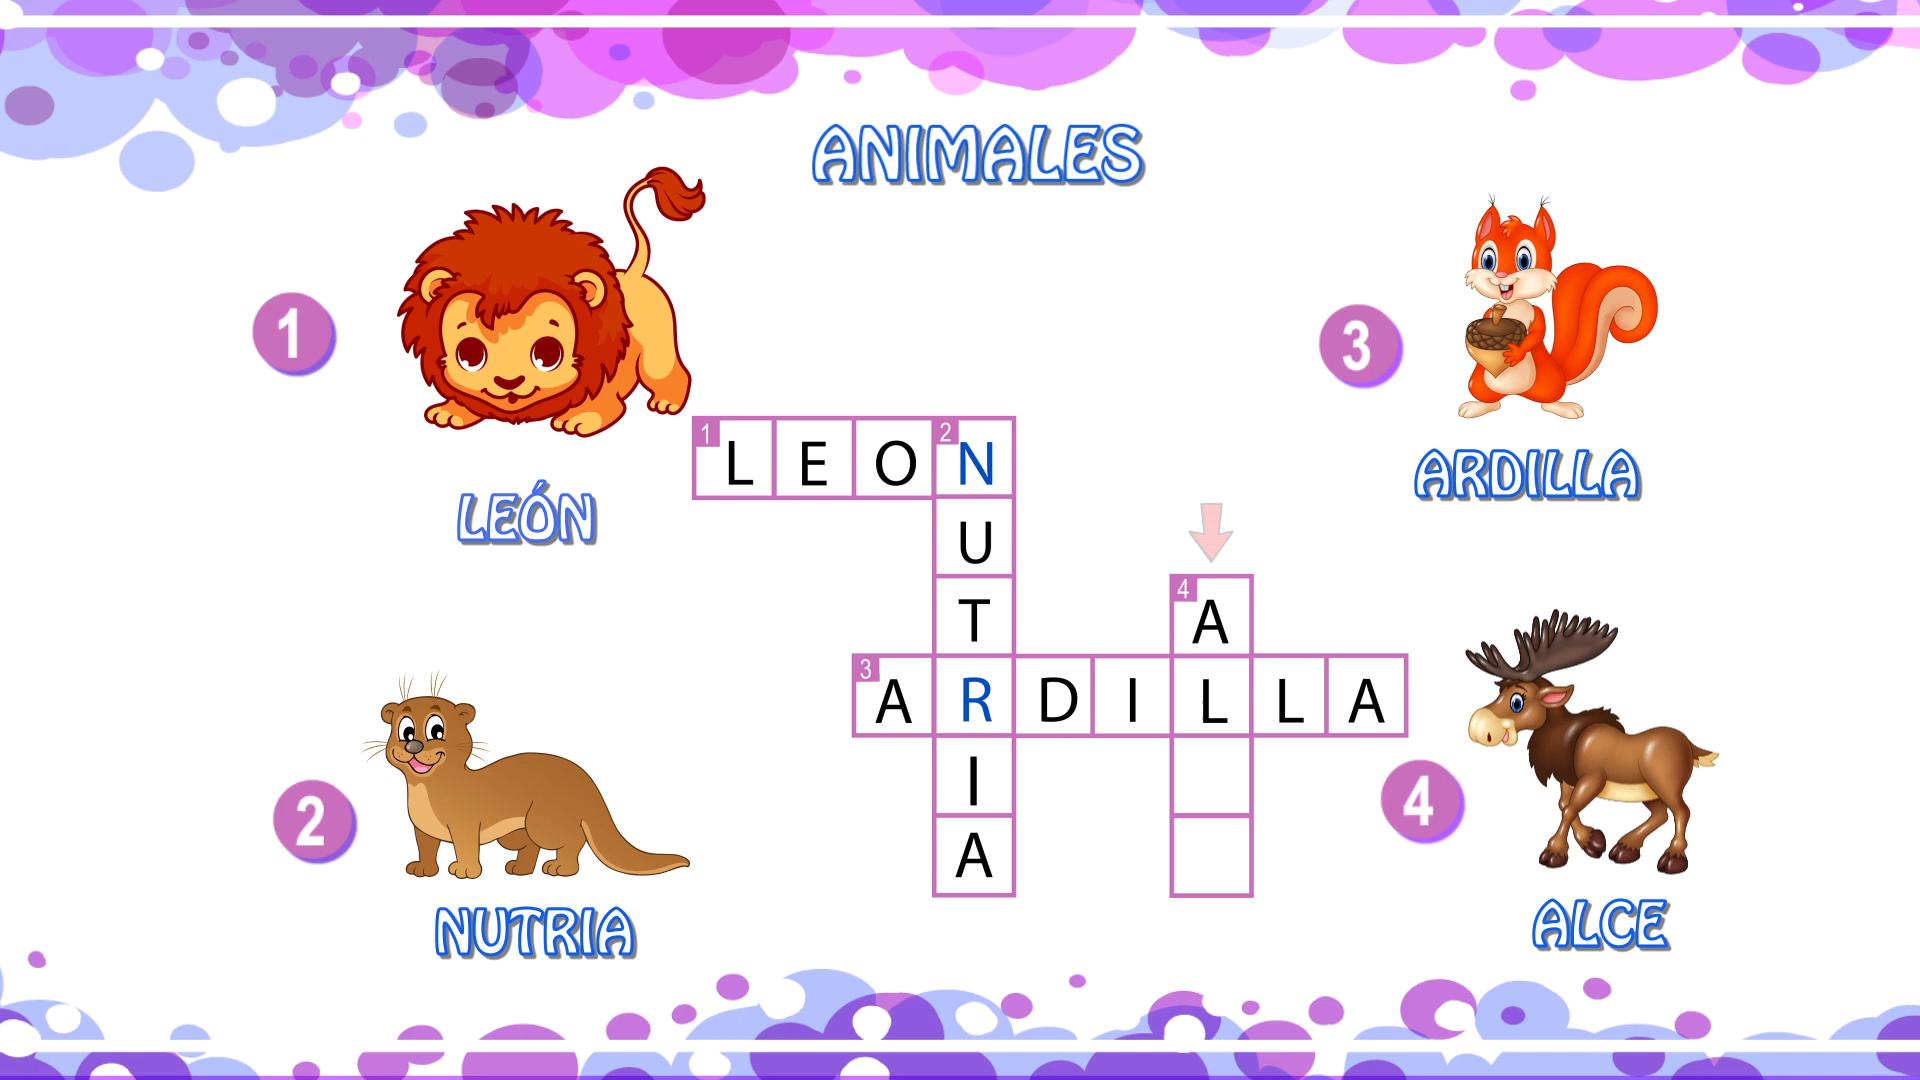 ANIMALES
1
LEÓN
3
ARDILLA
1 L E O 2 N
U
T
4 A
3 A R D I L L A
I
A
2
NUTRIA
4
ALCE